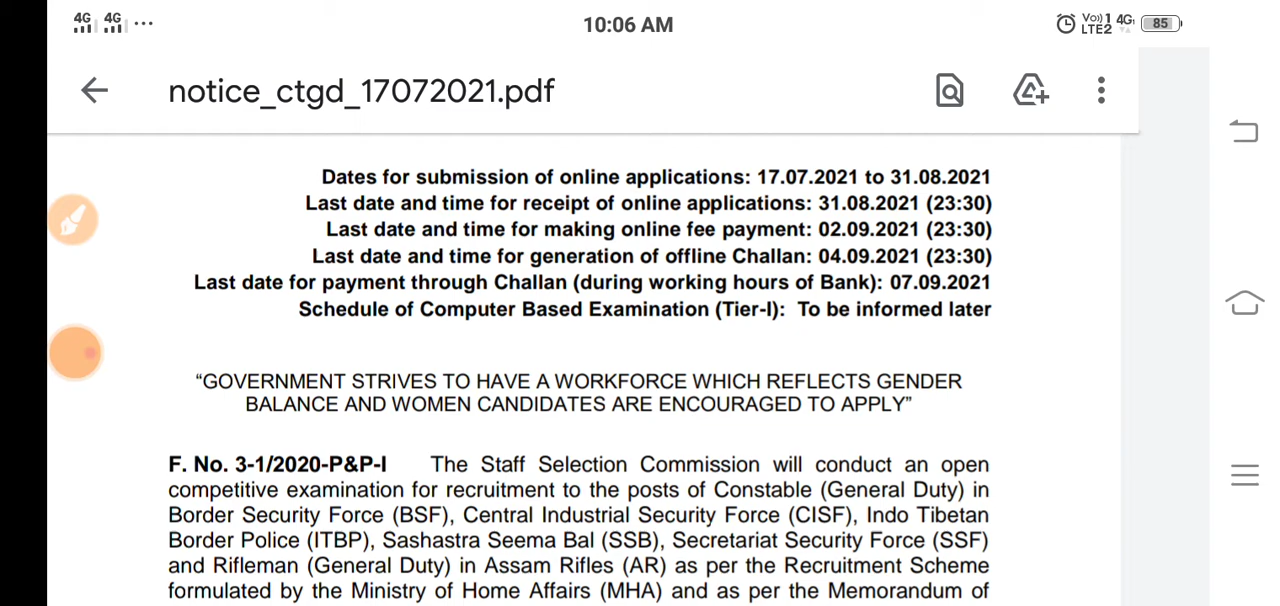 4G 4G ...
10:06 AM
Vo) 1 4G
LTE2
85
notice_ctgd_17072021.pdf
Dates for submission of online applications: 17.07.2021 to 31.08.2021
Last date and time for receipt of online applications: 31.08.2021 (23:30)
Last date and time for making online fee payment: 02.09.2021 (23:30)
Last date and time for generation of offline Challan: 04.09.2021 (23:30)
Last date for payment through Challan (during working hours of Bank): 07.09.2021
Schedule of Computer Based Examination (Tier-I): To be informed later
“GOVERNMENT STRIVES TO HAVE A WORKFORCE WHICH REFLECTS GENDER
BALANCE AND WOMEN CANDIDATES ARE ENCOURAGED TO APPLY”
F. No. 3-1/2020-P&P-I The Staff Selection Commission will conduct an open
competitive examination for recruitment to the posts of Constable (General Duty) in
Border Security Force (BSF), Central Industrial Security Force (CISF), Indo Tibetan
Border Police (ITBP), Sashastra Seema Bal (SSB), Secretariat Security Force (SSF)
and Rifleman (General Duty) in Assam Rifles (AR) as per the Recruitment Scheme
formulated by the Ministry of Home Affairs (MHA) and as per the Memorandum of